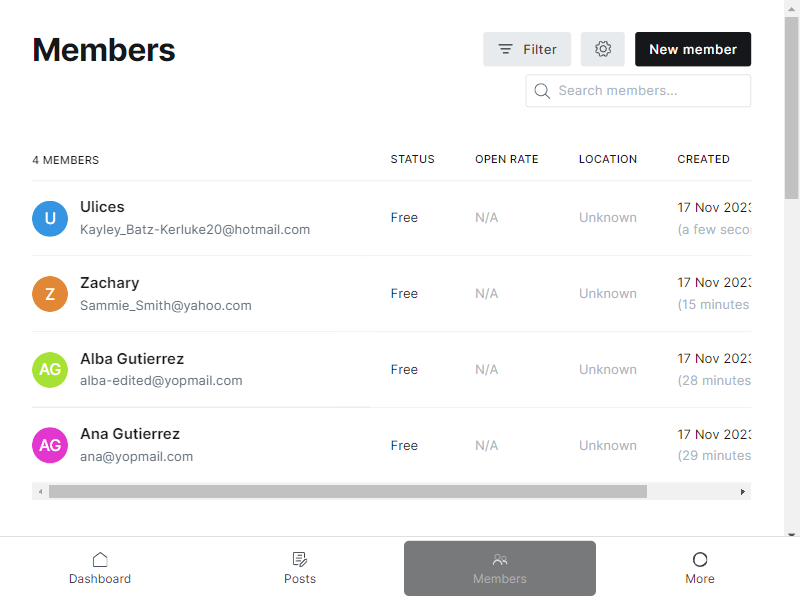 Members
Filter
New member
Search members...
4 MEMBERS
STATUS
OPEN RATE
LOCATION
CREATED
U
Ulices
Kayley_Batz-Kerluke20@hotmail.com
Free
N/A
Unknown
17 Nov 2023
(a few secon
Z
Zachary
Sammie_Smith@yahoo.com
Free
N/A
Unknown
17 Nov 2023
(15 minutes
AG
Alba Gutierrez
alba-edited@yopmail.com
Free
N/A
Unknown
17 Nov 2023
(28 minutes
AG
Ana Gutierrez
ana@yopmail.com
Free
N/A
Unknown
17 Nov 2023
(29 minutes
Dashboard
Posts
Members
More